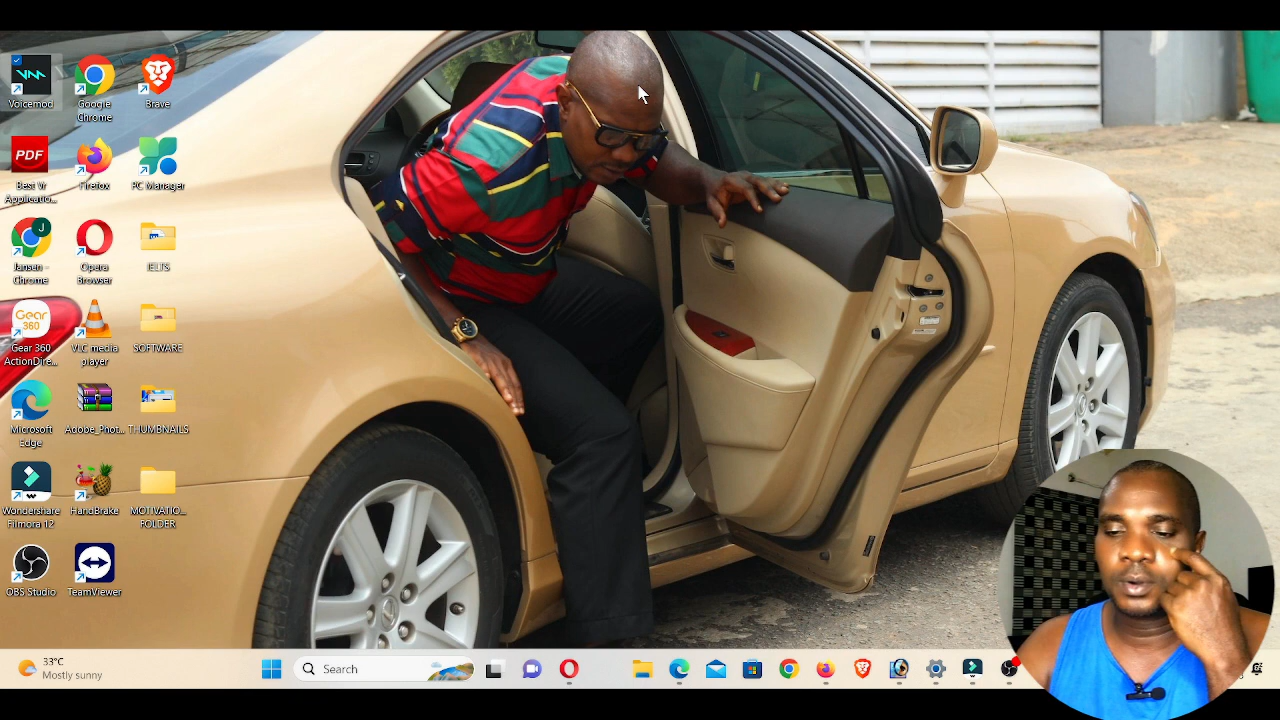 Voicemod
Google
Chrome
Brave
PDF
Best Vr
Applicatio...
Firefox
PC Manager
J
Jansen -
Chrome
Opera
Browser
IELTS
Gear
360
Gear 360
ActionDire...
VLC media
player
SOFTWARE
Microsoft
Edge
Adobe_Phot...
THUMBNAILS
Wondershare
Filmora 12
HandBrake
MOTIVATIO...
FOLDER
OBS Studio
TeamViewer
33°C
Mostly sunny
Search